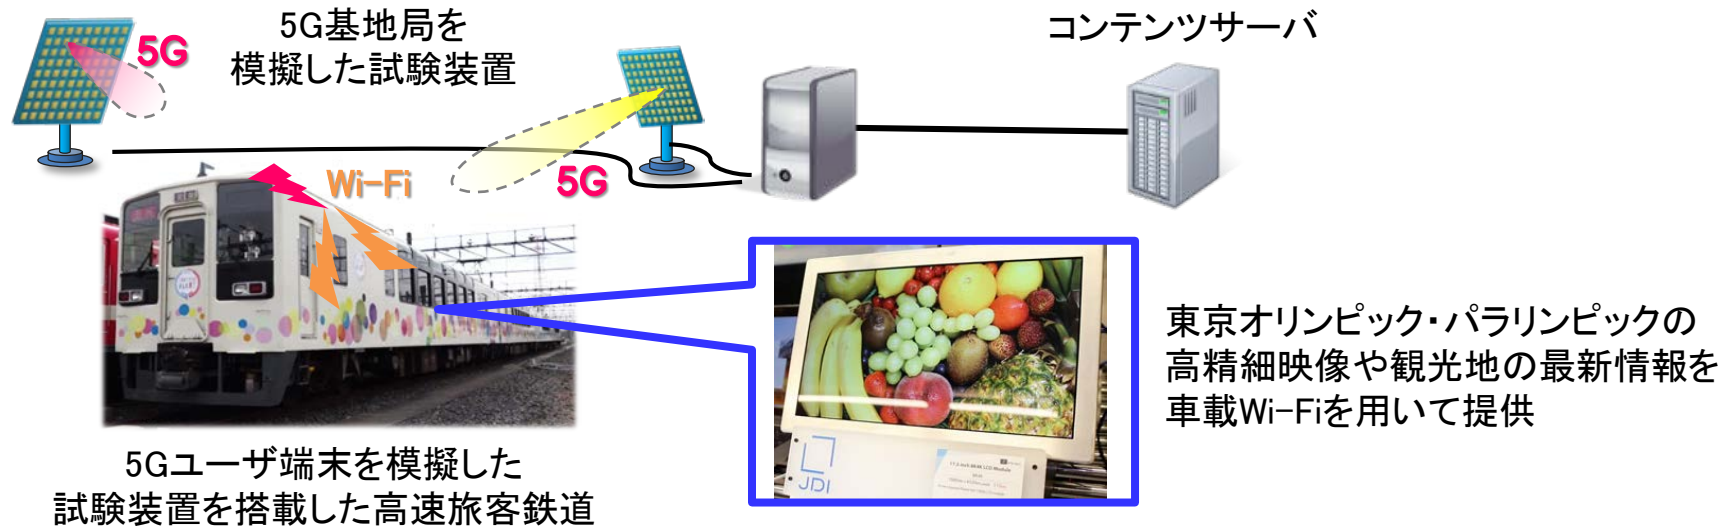 5G
5G基地局を
模擬した試験装置
コンテンツサーバ
Wi-Fi
5G
東京オリンピック・パラリンピックの
高精細映像や観光地の最新情報を
車載Wi-Fiを用いて提供
JDI
5Gユーザ端末を模擬した
試験装置を搭載した高速旅客鉄道